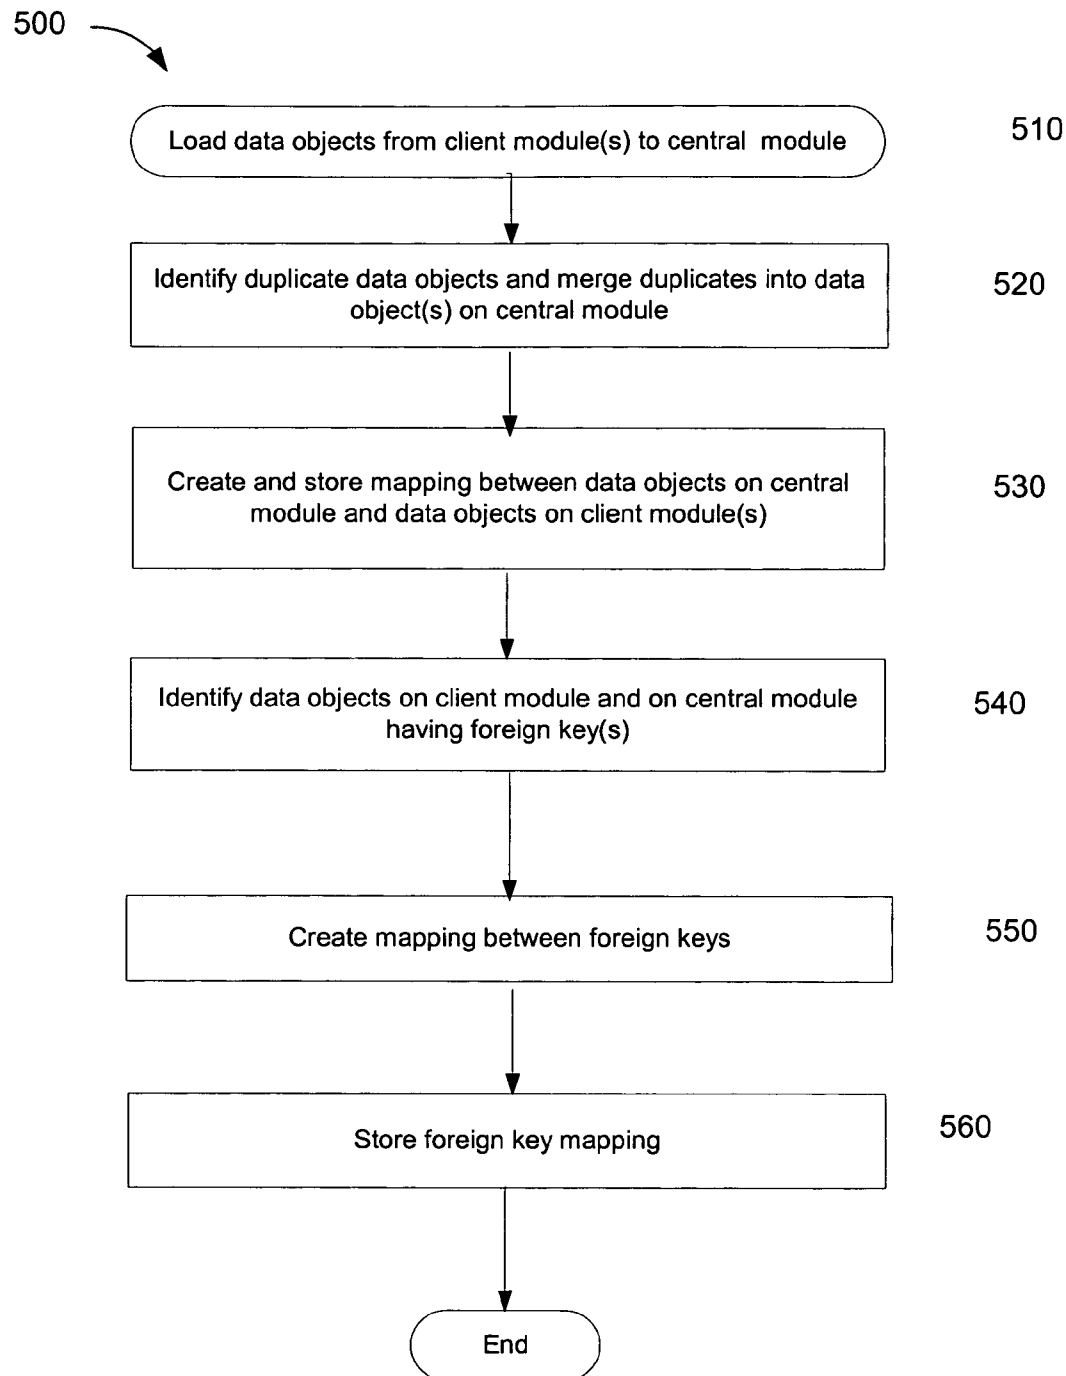 500
Load data objects from client module(s) to central module
510
Identify duplicate data objects and merge duplicates into data
object(s) on central module
520
Create and store mapping between data objects on central
module and data objects on client module(s)
530
Identify data objects on client module and on central module
having foreign key(s)
540
Create mapping between foreign keys
550
Store foreign key mapping
560
End